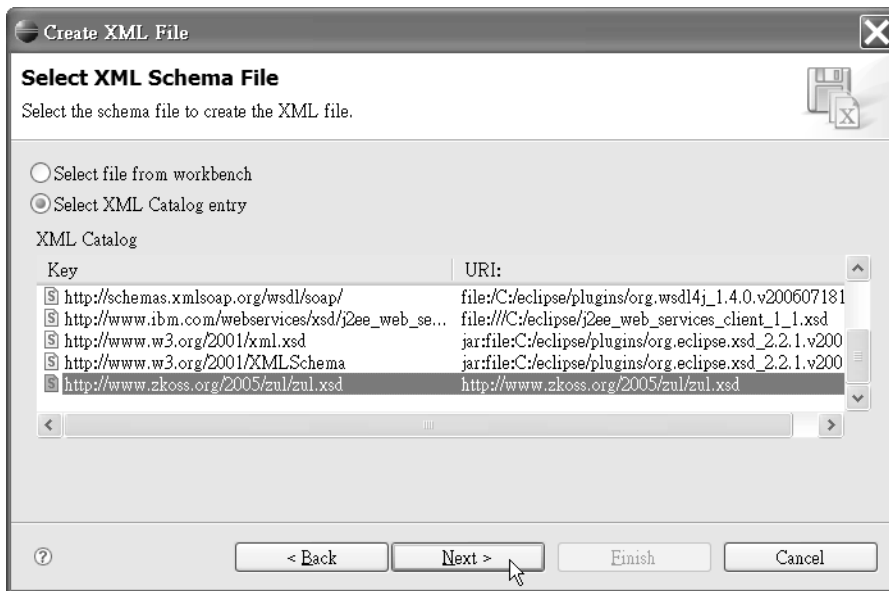 Create XML File
Select XML Schema File
Select the schema file to create the XML file.
Select file from workbench
Select XML Catalog entry
XML Catalog
Key URI:
http://schemas.xmlsoap.org/wsdl/soap/ file:/C:/eclipse/plugins/org.wsdl4j_1.4.0.v200607181
http://www.ibm.com/webservices/xsd/j2ee_web_se... file:///C:/eclipse/j2ee_web_services_client_1_1.xsd
http://www.w3.org/2001/xml.xsd jar:file:C:/eclipse/plugins/org.eclipse.xsd_2.2.1.v200
http://www.w3.org/2001/XMLSchema jar:file:C:/eclipse/plugins/org.eclipse.xsd_2.2.1.v200
http://www.zkoss.org/2005/zul/zul.xsd http://www.zkoss.org/2005/zul/zul.xsd
< Back Next > Finish Cancel